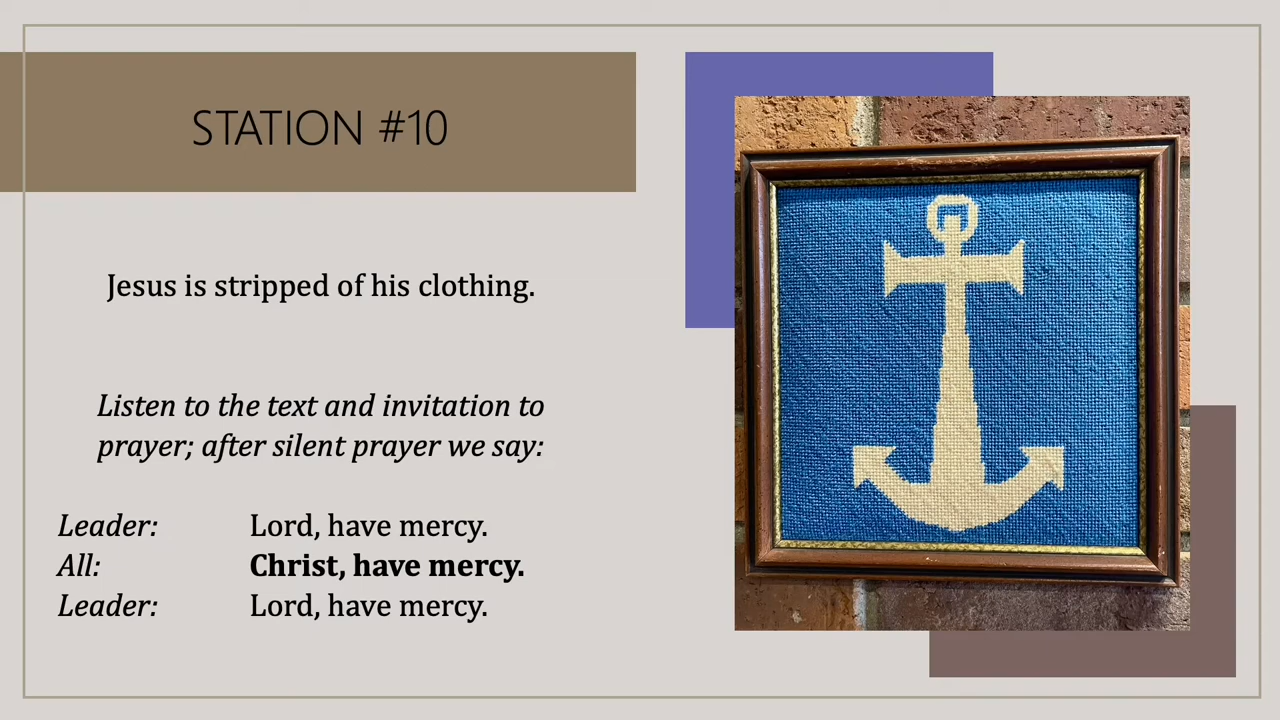 STATION #10
Jesus is stripped of his clothing.
Listen to the text and invitation to
prayer; after silent prayer we say:
Leader: Lord, have mercy.
All: Christ, have mercy.
Leader: Lord, have mercy.